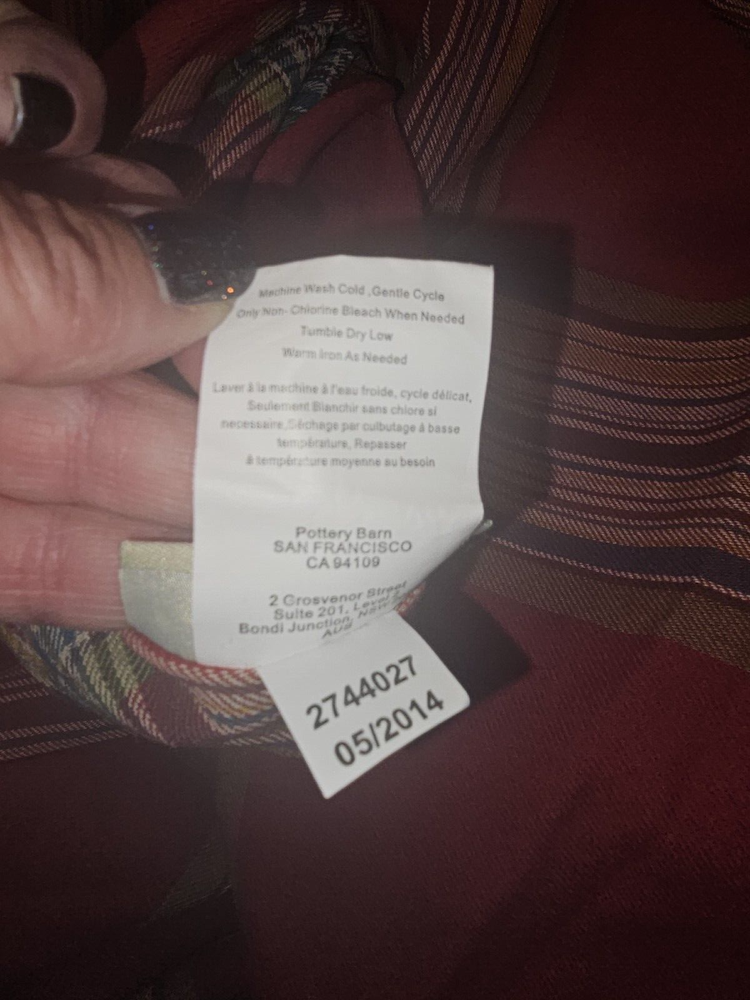 Machine Wash Cold ,Gentle Cycle
Only Non- Chlorine Bleach When Needed
Tumble Dry Low
Warm Iron As Needed
Laver à la machine à l'eau froide, cycle délicat,
Seulement Blanchir sans chlore si
necessaire, Séchage par culbutage à basse
température, Repasser
à température moyenne au besoin
Pottery Barn
SAN FRANCISCO
CA 94109
2 Grosvenor Street
Suite 201, Level
Bondi Junction, NSW
2744027
05/2014